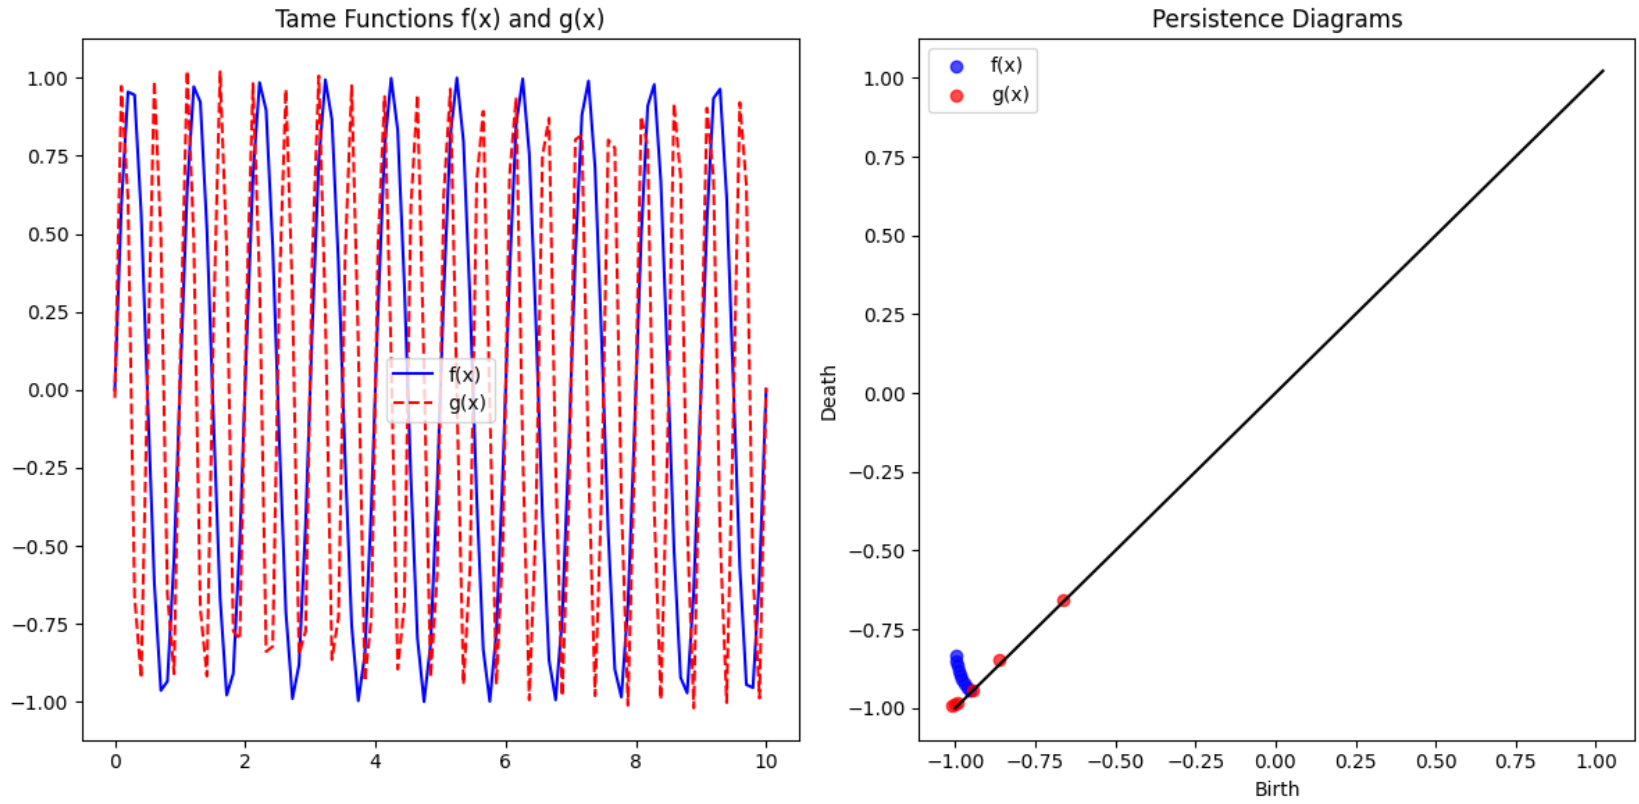 Tame Functions f(x) and g(x)
1.00
0.75
0.50
0.25
0.00
−0.25
−0.50
−0.75
−1.00
f(x)
g(x)
0 2 4 6 8 10
Persistence Diagrams
f(x)
g(x)
Death
1.00
0.75
0.50
0.25
0.00
−0.25
−0.50
−0.75
−1.00
−1.00 −0.75 −0.50 −0.25 0.00 0.25 0.50 0.75 1.00
Birth